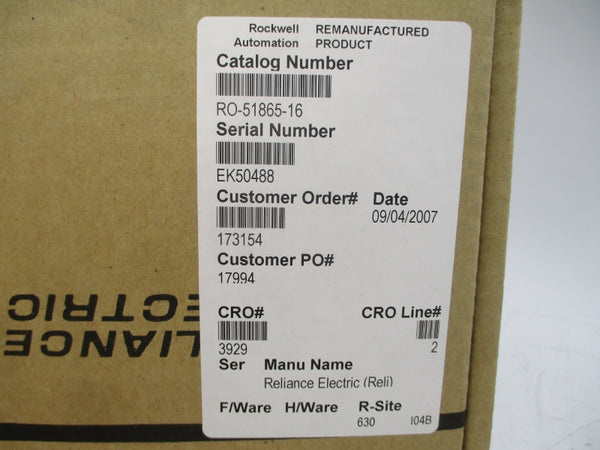 Rockwell Automation REMANUFACTURED PRODUCT
Catalog Number
RO-51865-16
Serial Number
EK50488
Customer Order# Date
173154 09/04/2007
Customer PO#
17994
CRO# CRO Line#
3929 2
Ser Manu Name
Reliance Electric (Reli)
F/Ware H/Ware R-Site
630 I04B
LIANCE
ECTRIC